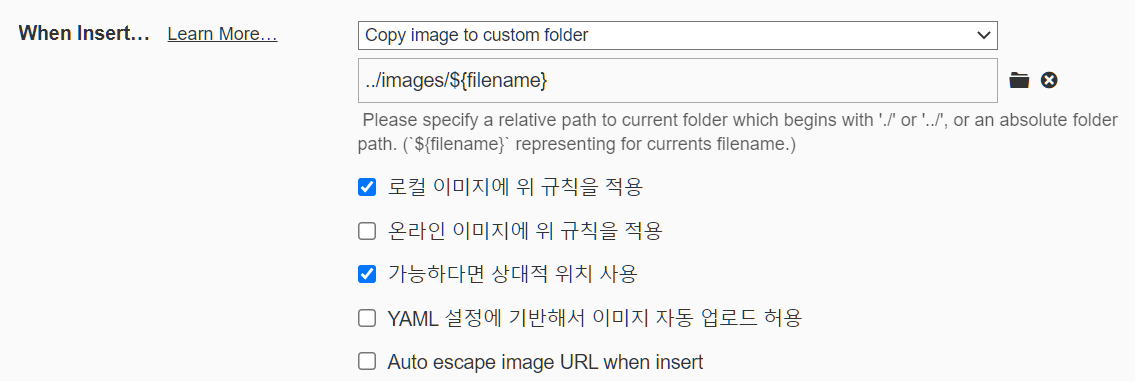 When Insert… Learn More… Copy image to custom folder
../images/${filename}
Please specify a relative path to current folder which begins with './' or '../', or an absolute folder
path. (`${filename}` representing for currents filename.)
로컬 이미지에 위 규칙을 적용
온라인 이미지에 위 규칙을 적용
가능하다면 상대적 위치 사용
YAML 설정에 기반해서 이미지 자동 업로드 허용
Auto escape image URL when insert